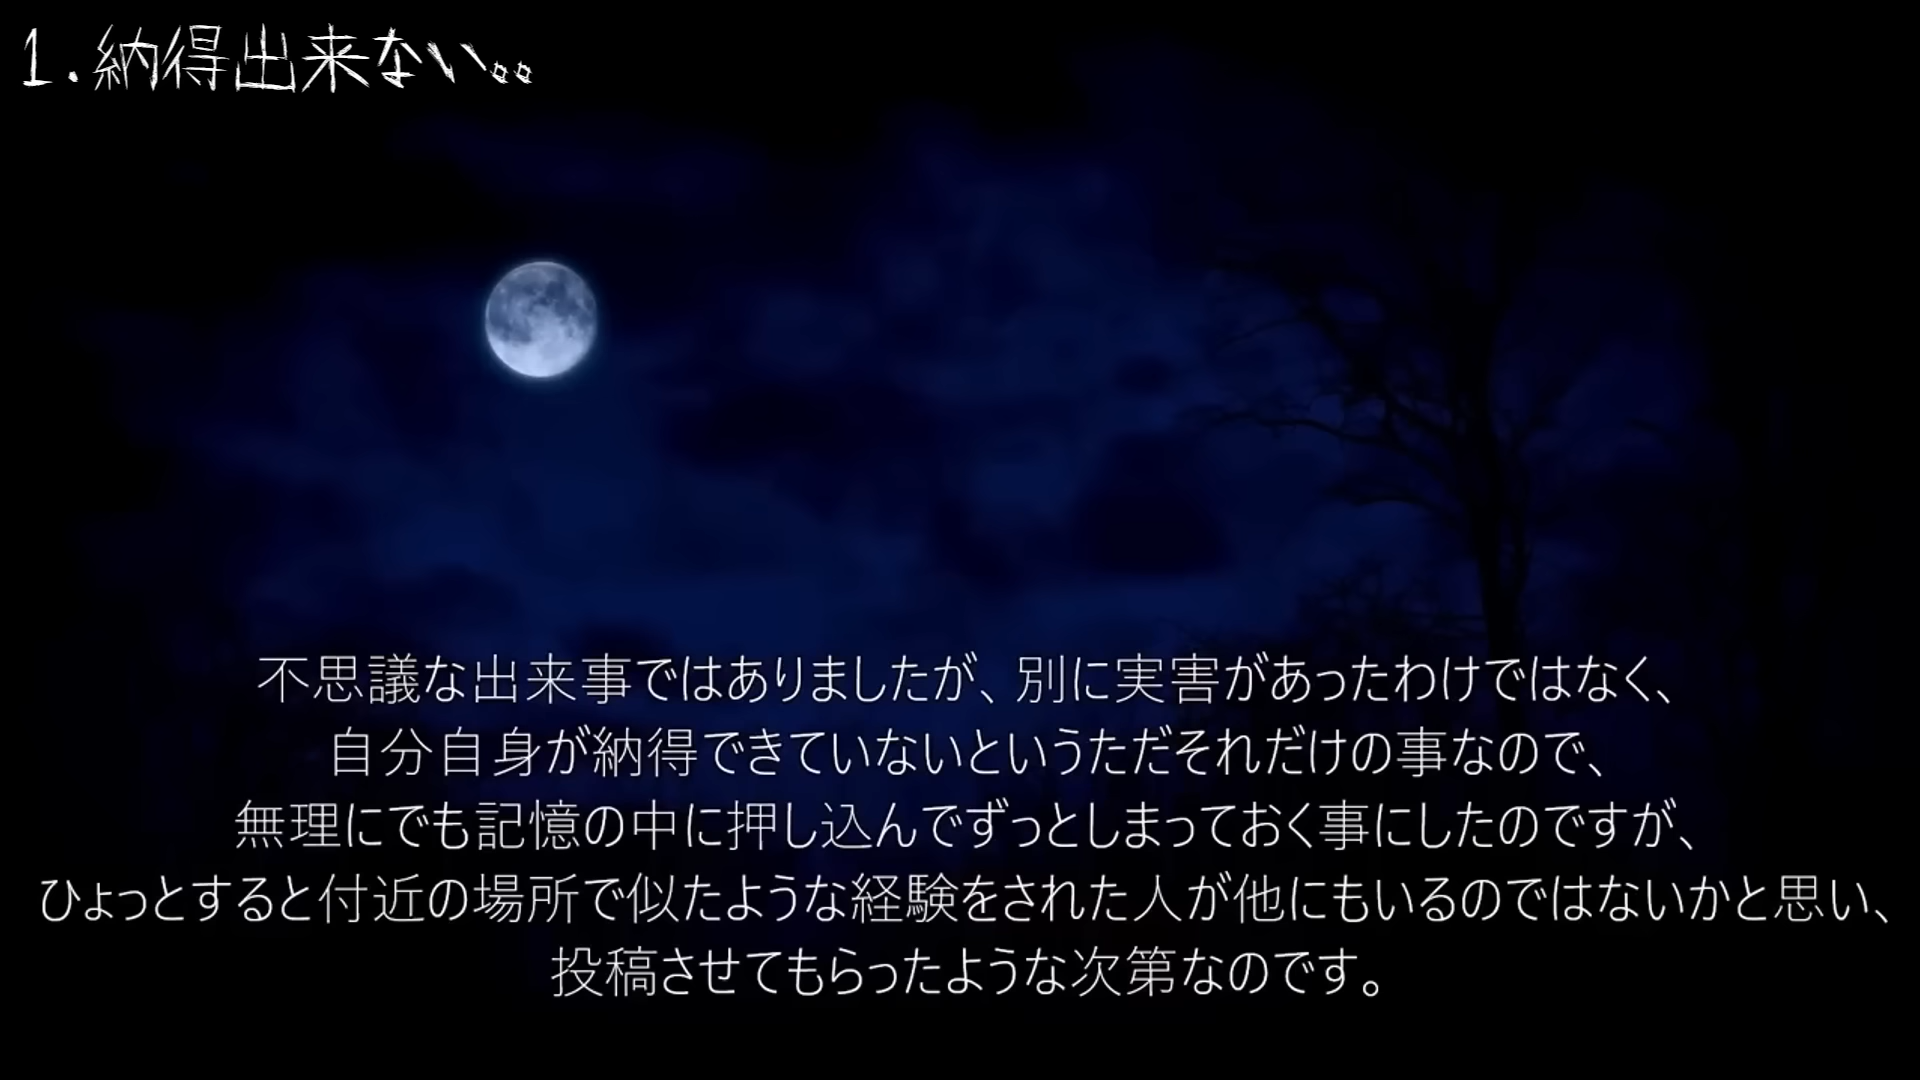 1.納得出来ない。。
不思議な出来事ではありましたが、別に実害があったわけではなく、
自分自身が納得できていないというただそれだけの事なので、
無理にでも記憶の中に押し込んでずっとしまっておく事にしたのですが、
ひょっとすると付近の場所で似たような経験をされた人が他にもいるのではないかと思い、
投稿させてもらったような次第なのです。